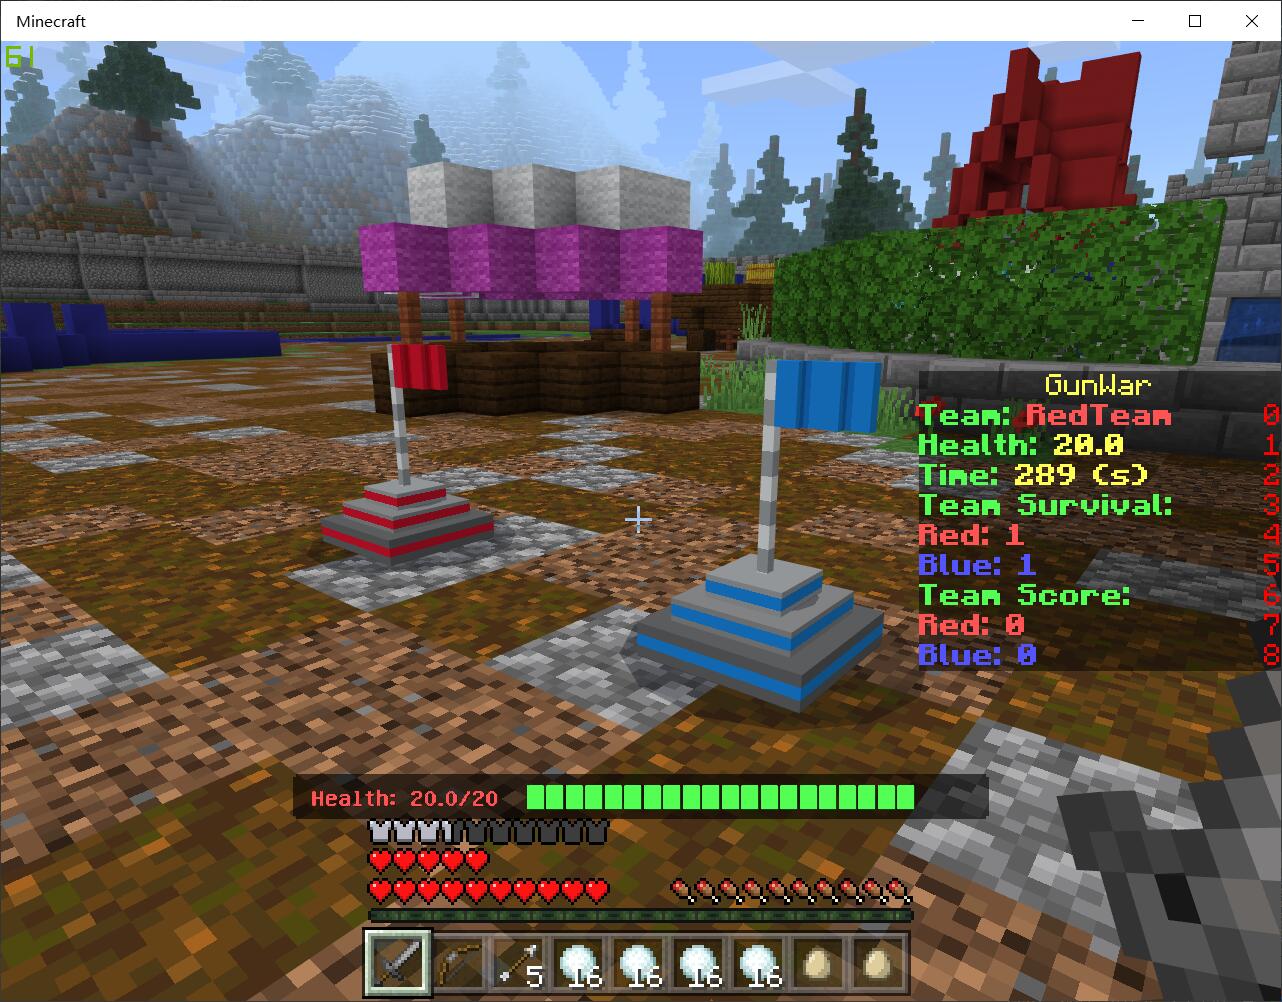 Minecraft
61
GunWar
Team: RedTeam 0
Health: 20.0 1
Time: 289 (s) 2
Team Survival: 3
Red: 1 4
Blue: 1 5
Team Score: 6
Red: 0 7
Blue: 0 8
Health: 20.0/20
5 16 16 16 16